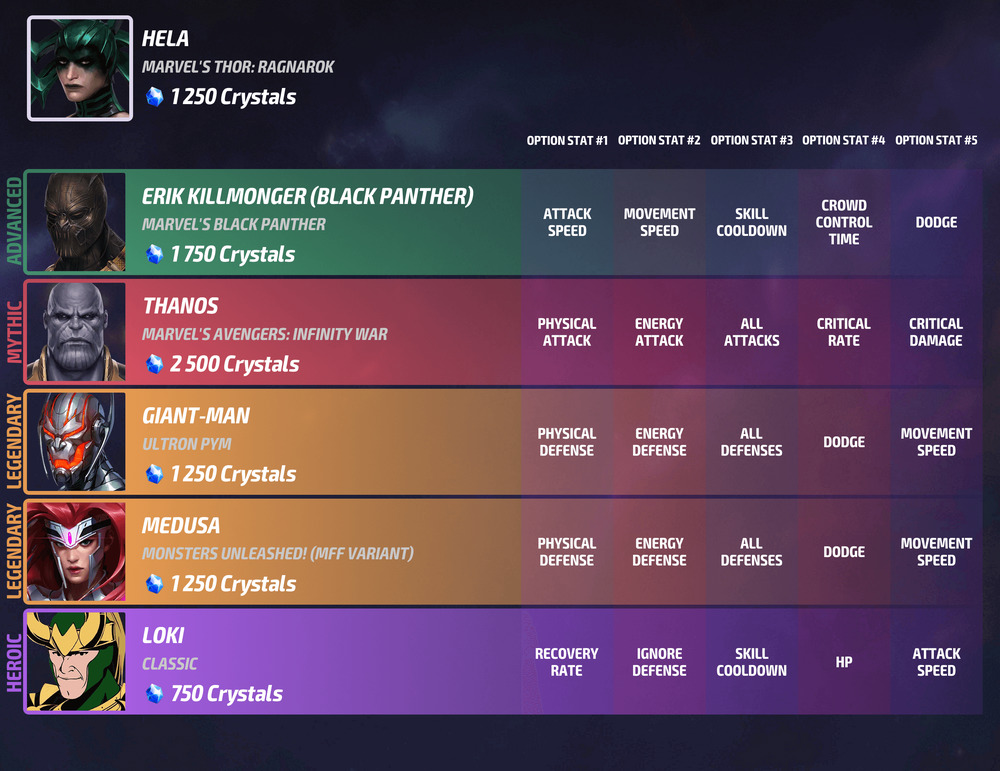 HELA
MARVEL'S THOR: RAGNAROK
1 250 Crystals
OPTION STAT #1 OPTION STAT #2 OPTION STAT #3 OPTION STAT #4 OPTION STAT #5
ADVANCED
ERIK KILLMONGER (BLACK PANTHER)
MARVEL'S BLACK PANTHER
1 750 Crystals
ATTACK
SPEED
MOVEMENT
SPEED
SKILL
COOLDOWN
CROWD
CONTROL
TIME
DODGE
MYTHIC
THANOS
MARVEL'S AVENGERS: INFINITY WAR
2 500 Crystals
PHYSICAL
ATTACK
ENERGY
ATTACK
ALL
ATTACKS
CRITICAL
RATE
CRITICAL
DAMAGE
LEGENDARY
GIANT-MAN
ULTRON PYM
1 250 Crystals
PHYSICAL
DEFENSE
ENERGY
DEFENSE
ALL
DEFENSES
DODGE
MOVEMENT
SPEED
LEGENDARY
MEDUSA
MONSTERS UNLEASHED! (MFF VARIANT)
1 250 Crystals
PHYSICAL
DEFENSE
ENERGY
DEFENSE
ALL
DEFENSES
DODGE
MOVEMENT
SPEED
HEROIC
LOKI
CLASSIC
750 Crystals
RECOVERY
RATE
IGNORE
DEFENSE
SKILL
COOLDOWN
HP
ATTACK
SPEED